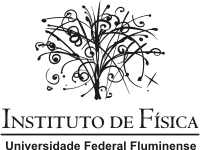 INSTITUTO DE FÍSICA
Universidade Federal Fluminense